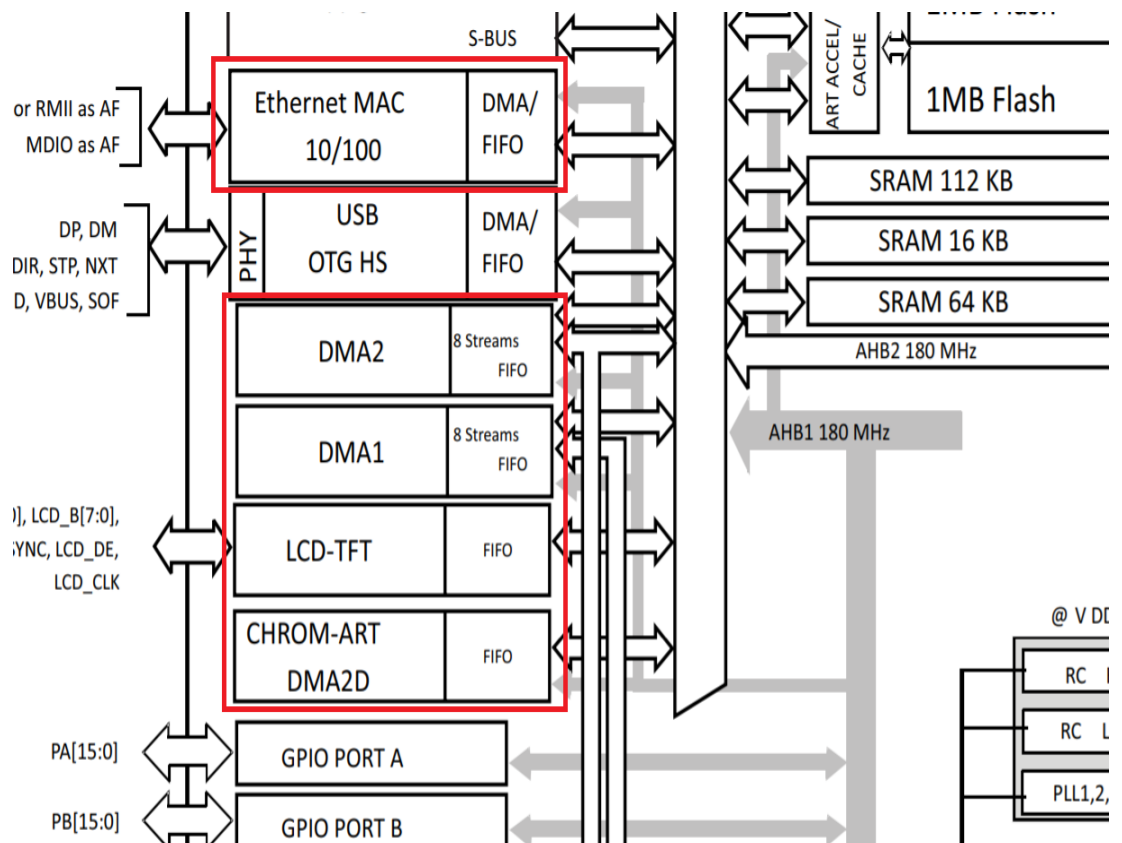 S-BUS
ART ACCEL/
CACHE
1MB Flash
or RMII as AF
MDIO as AF
Ethernet MAC
10/100
DMA/
FIFO
SRAM 112 KB
DP, DM
DIR, STP, NXT
D, VBUS, SOF
PHY
USB
OTG HS
DMA/
FIFO
SRAM 16 KB
SRAM 64 KB
DMA2
8 Streams
FIFO
AHB2 180 MHz
DMA1
8 Streams
FIFO
AHB1 180 MHz
], LCD_B[7:0],
YNC, LCD_DE,
LCD_CLK
LCD-TFT
FIFO
CHROM-ART
DMA2D
FIFO
@ V DD
RC
RC L
PLL1,2,
PA[15:0]
GPIO PORT A
PB[15:0]
GPIO PORT B